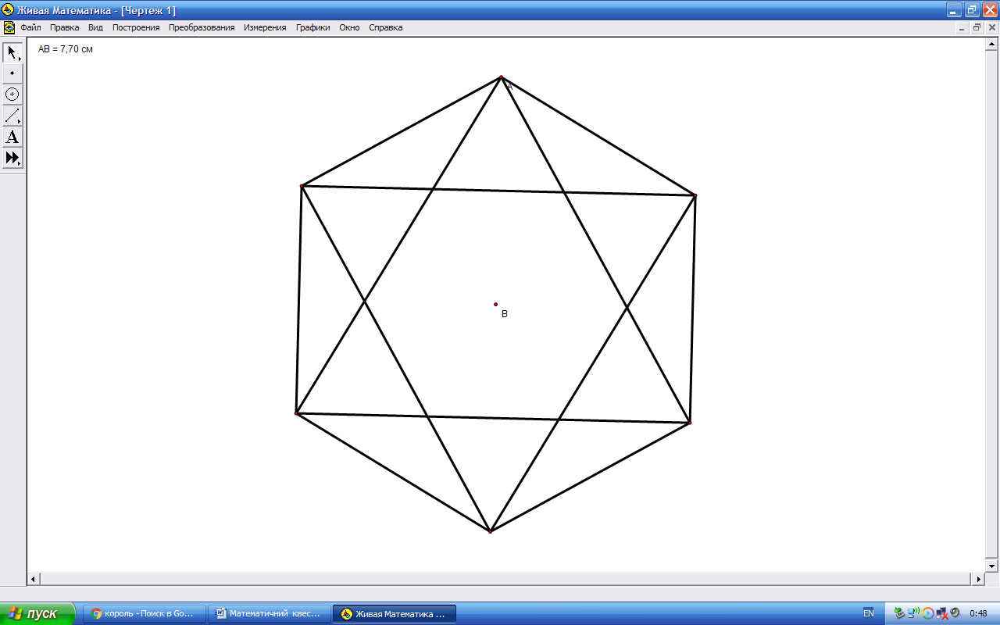 Живая Математика - [Чертеж 1]
Файл Правка Вид Построения Преобразования Измерения Графики Окно Справка
AB = 7,70 см
A
B
A
пуск
король - Поиск в Go...
Математичний квес...
Живая Математика ...
EN
0:48